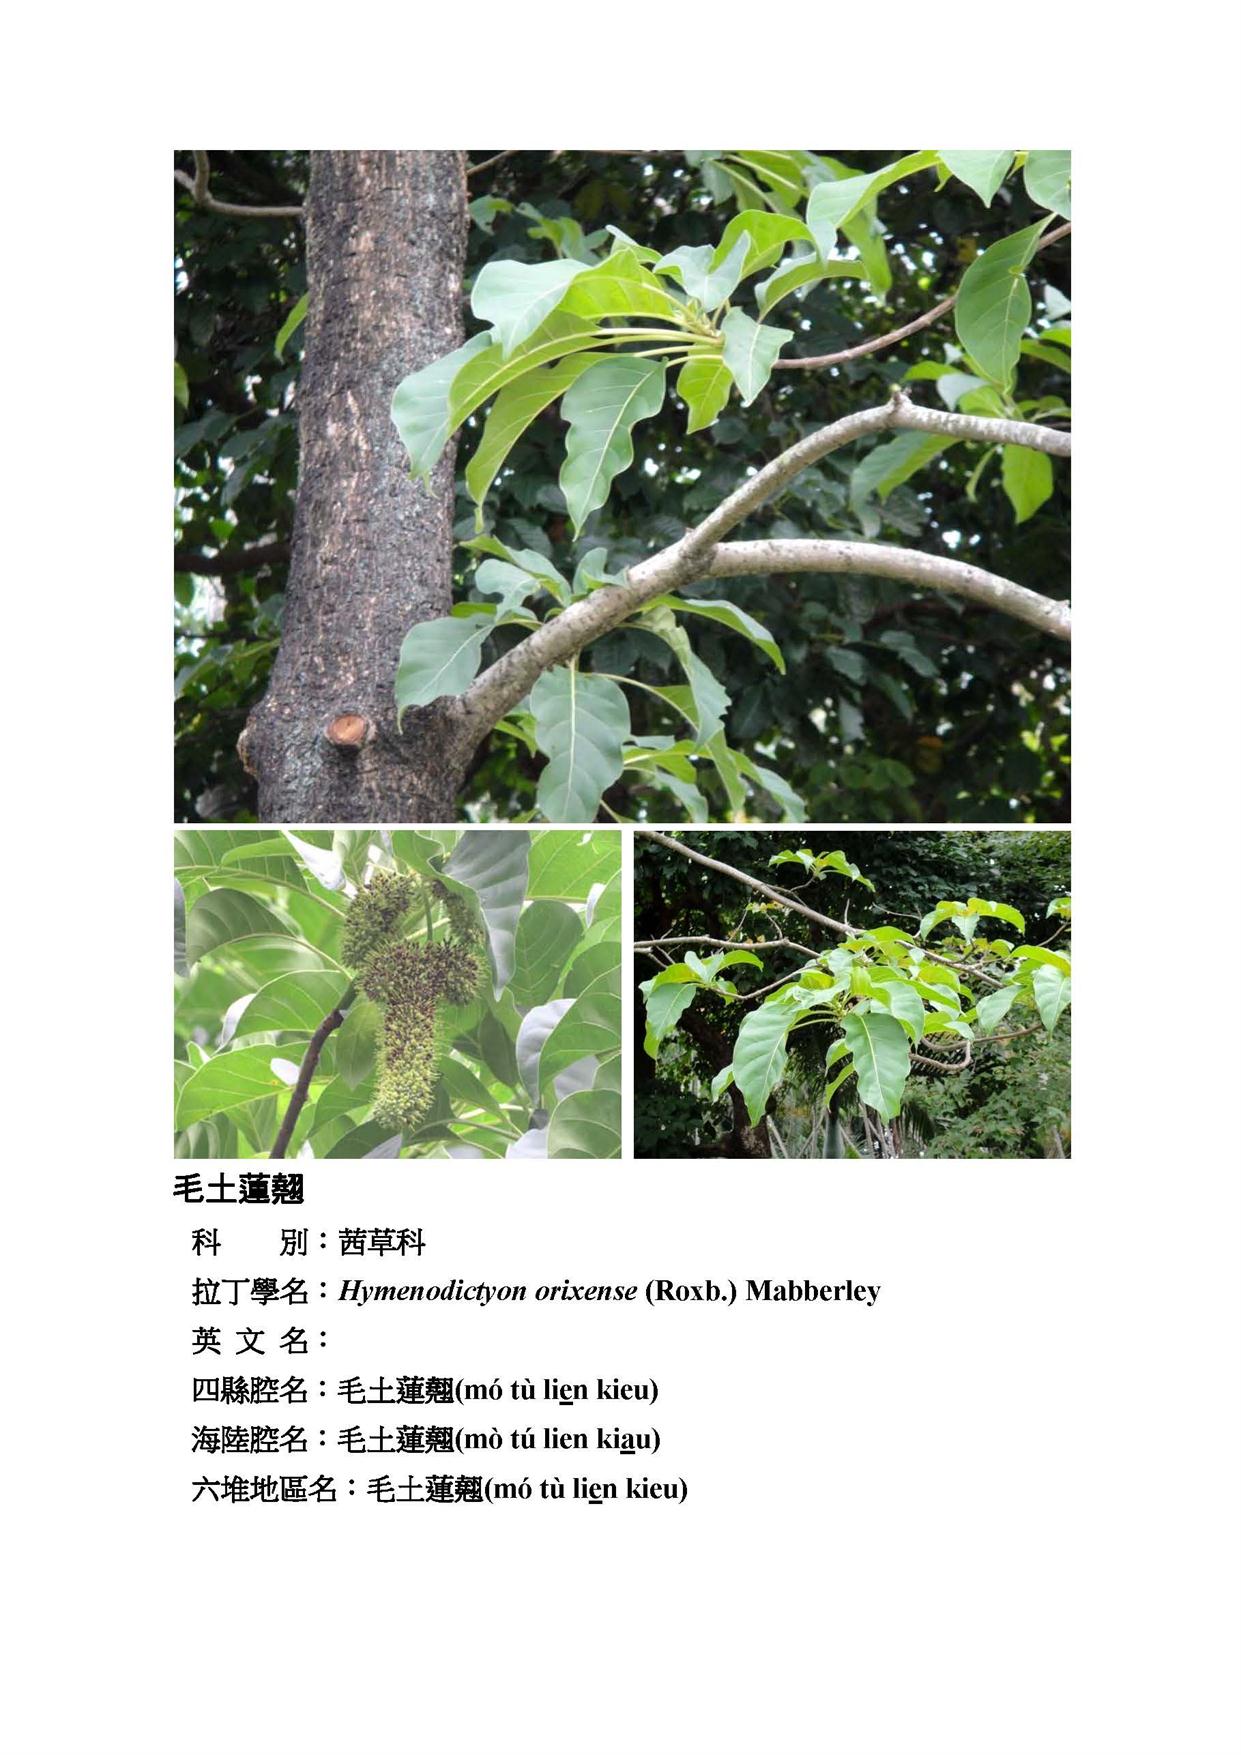 毛土蓮翹
科　　別：茜草科
拉丁學名：Hymenodictyon orixense (Roxb.) Mabberley
英 文 名：
四縣腔名：毛土蓮翹(mó tù lien kieu)
海陸腔名：毛土蓮翹(mò tú lien kiau)
六堆地區名：毛土蓮翹(mó tù lien kieu)